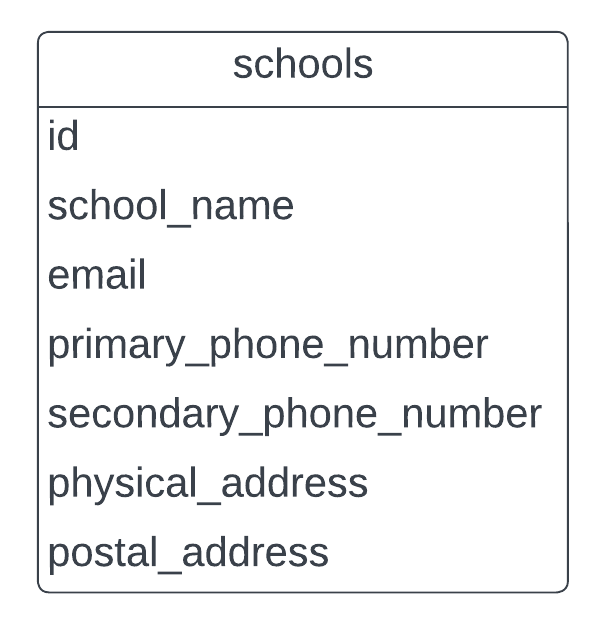 schools
id
school_name
email
primary_phone_number
secondary_phone_number
physical_address
postal_address